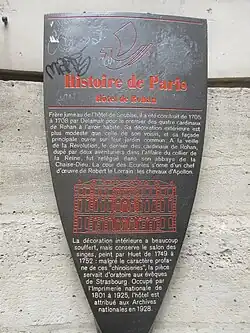 Histoire de Paris
Hôtel de Rohan
Frère jumeau de l'hôtel de Soubise, il a été construit de 1705
à 1708 par Delamair pour le premier des quatre cardinaux
de Rohan à l'avoir habité. Sa décoration extérieure est
plus modeste que celle de son voisin, et sa façade
principale ouvre sur un jardin commun. A la veille
de la Révolution, le dernier des cardinaux de Rohan,
dupé par deux aventuriers dans l'affaire du collier de
la Reine, fut relégué dans son abbaye de la
Chaise-Dieu. La cour des Ecuries s'orne d'un chef
d'œuvre de Robert le Lorrain : les chevaux d'Apollon.
La décoration intérieure a beaucoup
souffert, mais conserve le salon des
singes, peint par Huet de 1749 à
1752 : malgré le caractère profa-
ne de ces "chinoiseries", la pièce
servait d'oratoire aux évêques
de Strasbourg. Occupé par
l'Imprimerie nationale de
1801 à 1925, l'hôtel est
attribué aux Archives
nationales en 1928.